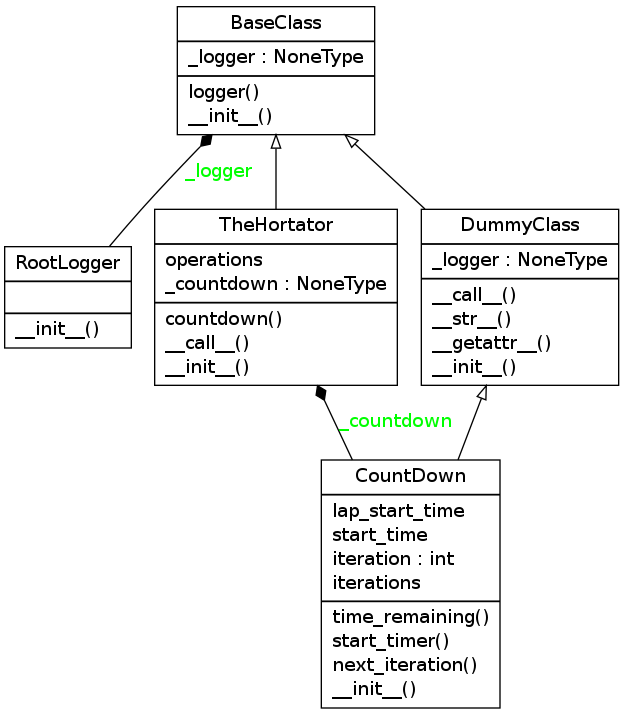 BaseClass
_logger : NoneType
logger()
__init__()
_logger
RootLogger
__init__()
TheHortator
operations
_countdown : NoneType
countdown()
__call__()
__init__()
DummyClass
_logger : NoneType
__call__()
__str__()
__getattr__()
__init__()
_countdown
CountDown
lap_start_time
start_time
iteration : int
iterations
time_remaining()
start_timer()
next_iteration()
__init__()